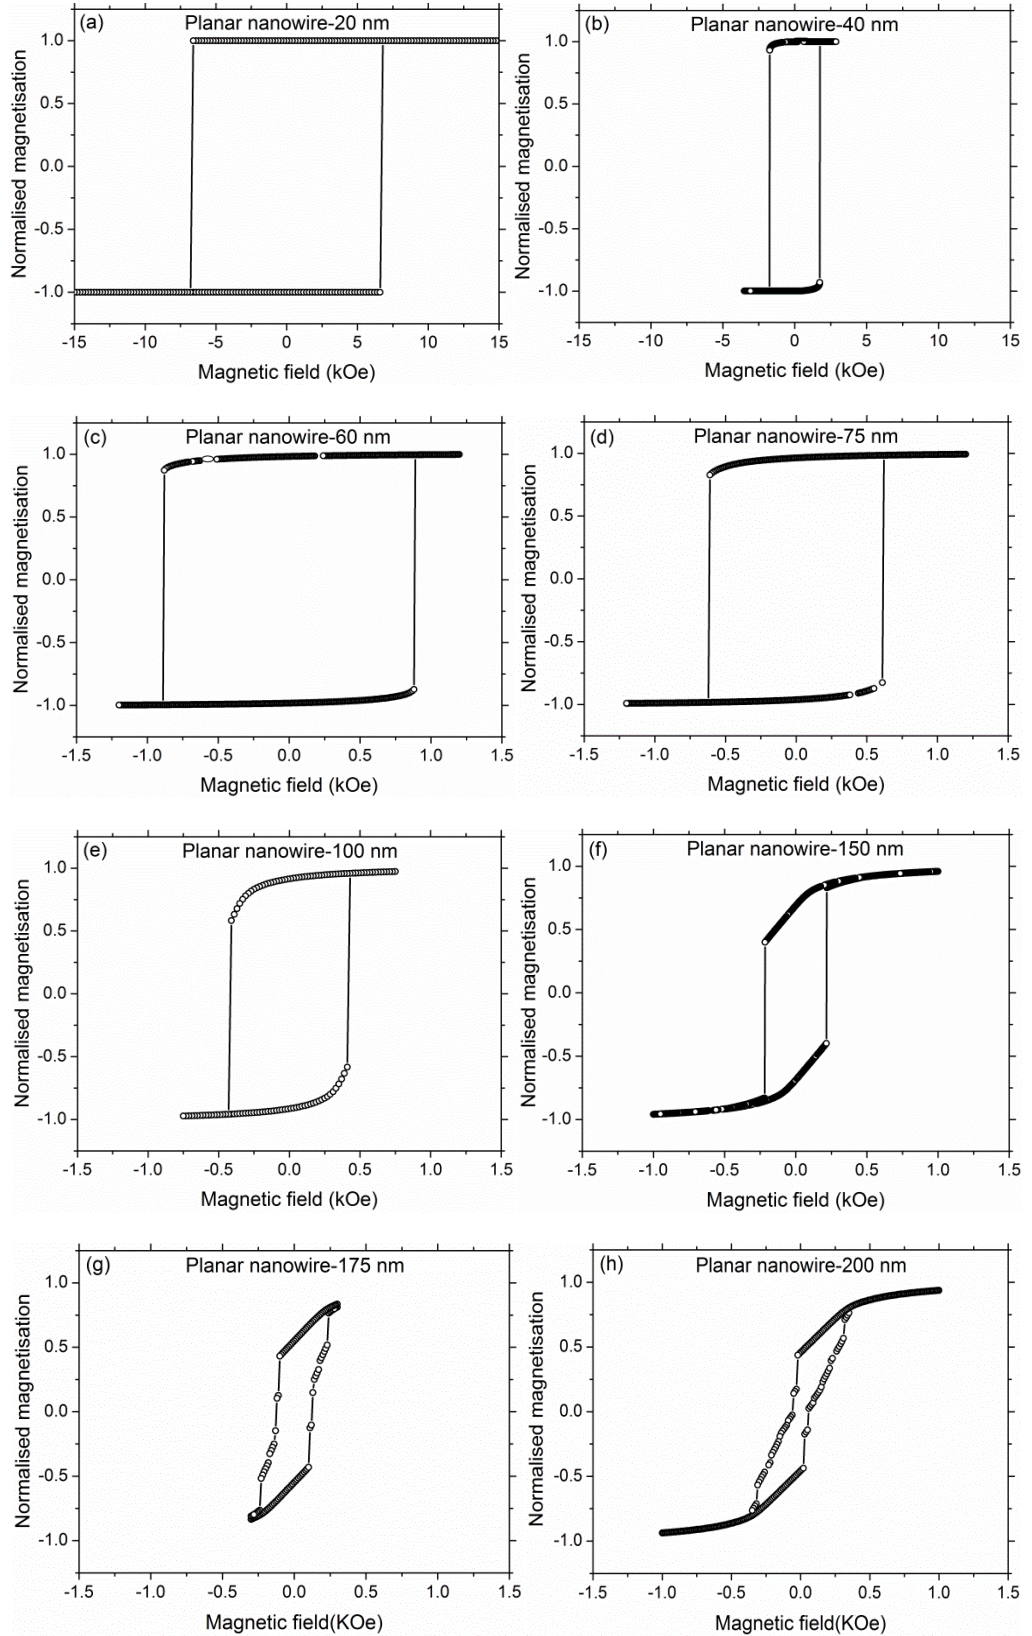 (a) Planar nanowire-20 nm
Normalised magnetisation
1.0
0.5
0.0
-0.5
-1.0
-15 -10 -5 0 5 10 15
Magnetic field (kOe)
(b) Planar nanowire-40 nm
Normalised magnetisation
1.0
0.5
0.0
-0.5
-1.0
-15 -10 -5 0 5 10 15
Magnetic field (kOe)
(c) Planar nanowire-60 nm
Normalised magnetisation
1.0
0.5
0.0
-0.5
-1.0
-1.5 -1.0 -0.5 0.0 0.5 1.0 1.5
Magnetic field (kOe)
(d) Planar nanowire-75 nm
Normalised magnetisation
1.0
0.5
0.0
-0.5
-1.0
-1.5 -1.0 -0.5 0.0 0.5 1.0 1.5
Magnetic field (kOe)
(e) Planar nanowire-100 nm
Normalised magnetisation
1.0
0.5
0.0
-0.5
-1.0
-1.5 -1.0 -0.5 0.0 0.5 1.0 1.5
Magnetic field (kOe)
(f) Planar nanowire-150 nm
Normalised magnetisation
1.0
0.5
0.0
-0.5
-1.0
-1.5 -1.0 -0.5 0.0 0.5 1.0 1.5
Magnetic field (kOe)
(g) Planar nanowire-175 nm
Normalised magnetisation
1.0
0.5
0.0
-0.5
-1.0
-1.5 -1.0 -0.5 0.0 0.5 1.0 1.5
Magnetic field(KOe)
(h) Planar nanowire-200 nm
Normalised magnetisation
1.0
0.5
0.0
-0.5
-1.0
-1.5 -1.0 -0.5 0.0 0.5 1.0 1.5
Magnetic field(KOe)